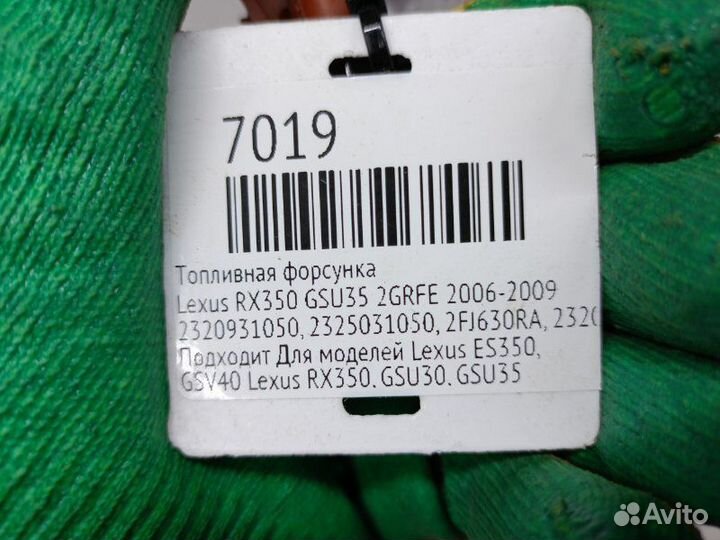 7019
Топливная форсунка
Lexus RX350 GSU35 2GRFE 2006-2009
2320931050, 2325031050, 2FJ630RA, 2320
Подходит Для моделей Lexus ES350,
GSV40 Lexus RX350, GSU30, GSU35
Avito